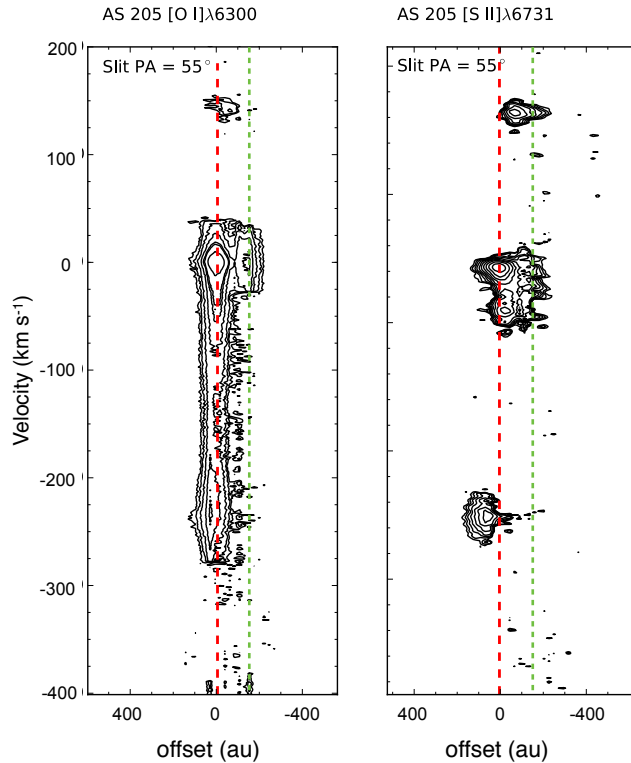 AS 205 [O I]λ6300
AS 205 [S II]λ6731
Slit PA = 55°
Slit PA = 55°
200
100
0
-100
-200
-300
-400
Velocity (km s⁻¹)
400 0 -400
400 0 -400
offset (au)
offset (au)